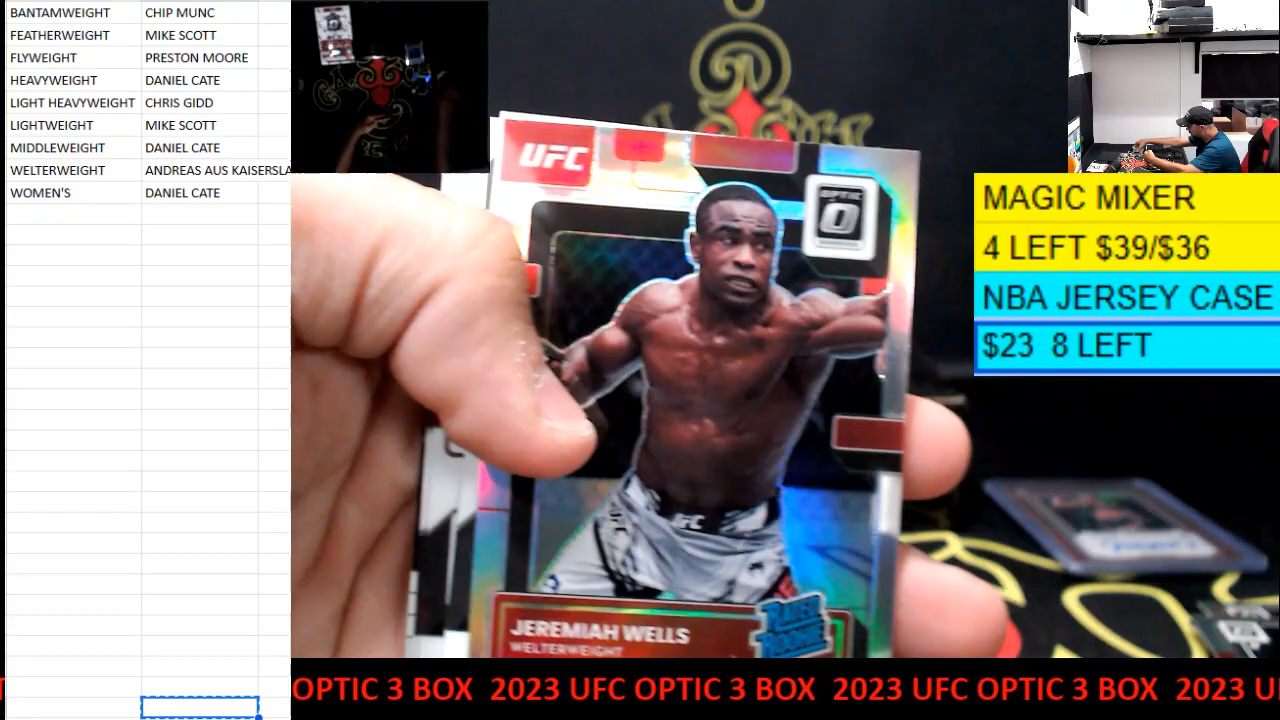 BANTAMWEIGHT CHIP MUNC
FEATHERWEIGHT MIKE SCOTT
FLYWEIGHT PRESTON MOORE
HEAVYWEIGHT DANIEL CATE
LIGHT HEAVYWEIGHT CHRIS GIDD
LIGHTWEIGHT MIKE SCOTT
MIDDLEWEIGHT DANIEL CATE
WELTERWEIGHT ANDREAS AUS KAISERSLA
WOMEN'S DANIEL CATE
UFC
OPTIC
JEREMIAH WELLS
WELTERWEIGHT
RATED ROOKIE
MAGIC MIXER
4 LEFT $39/$36
NBA JERSEY CASE
$23 8 LEFT
OPTIC 3 BOX 2023 UFC OPTIC 3 BOX 2023 UFC OPTIC 3 BOX 2023 U